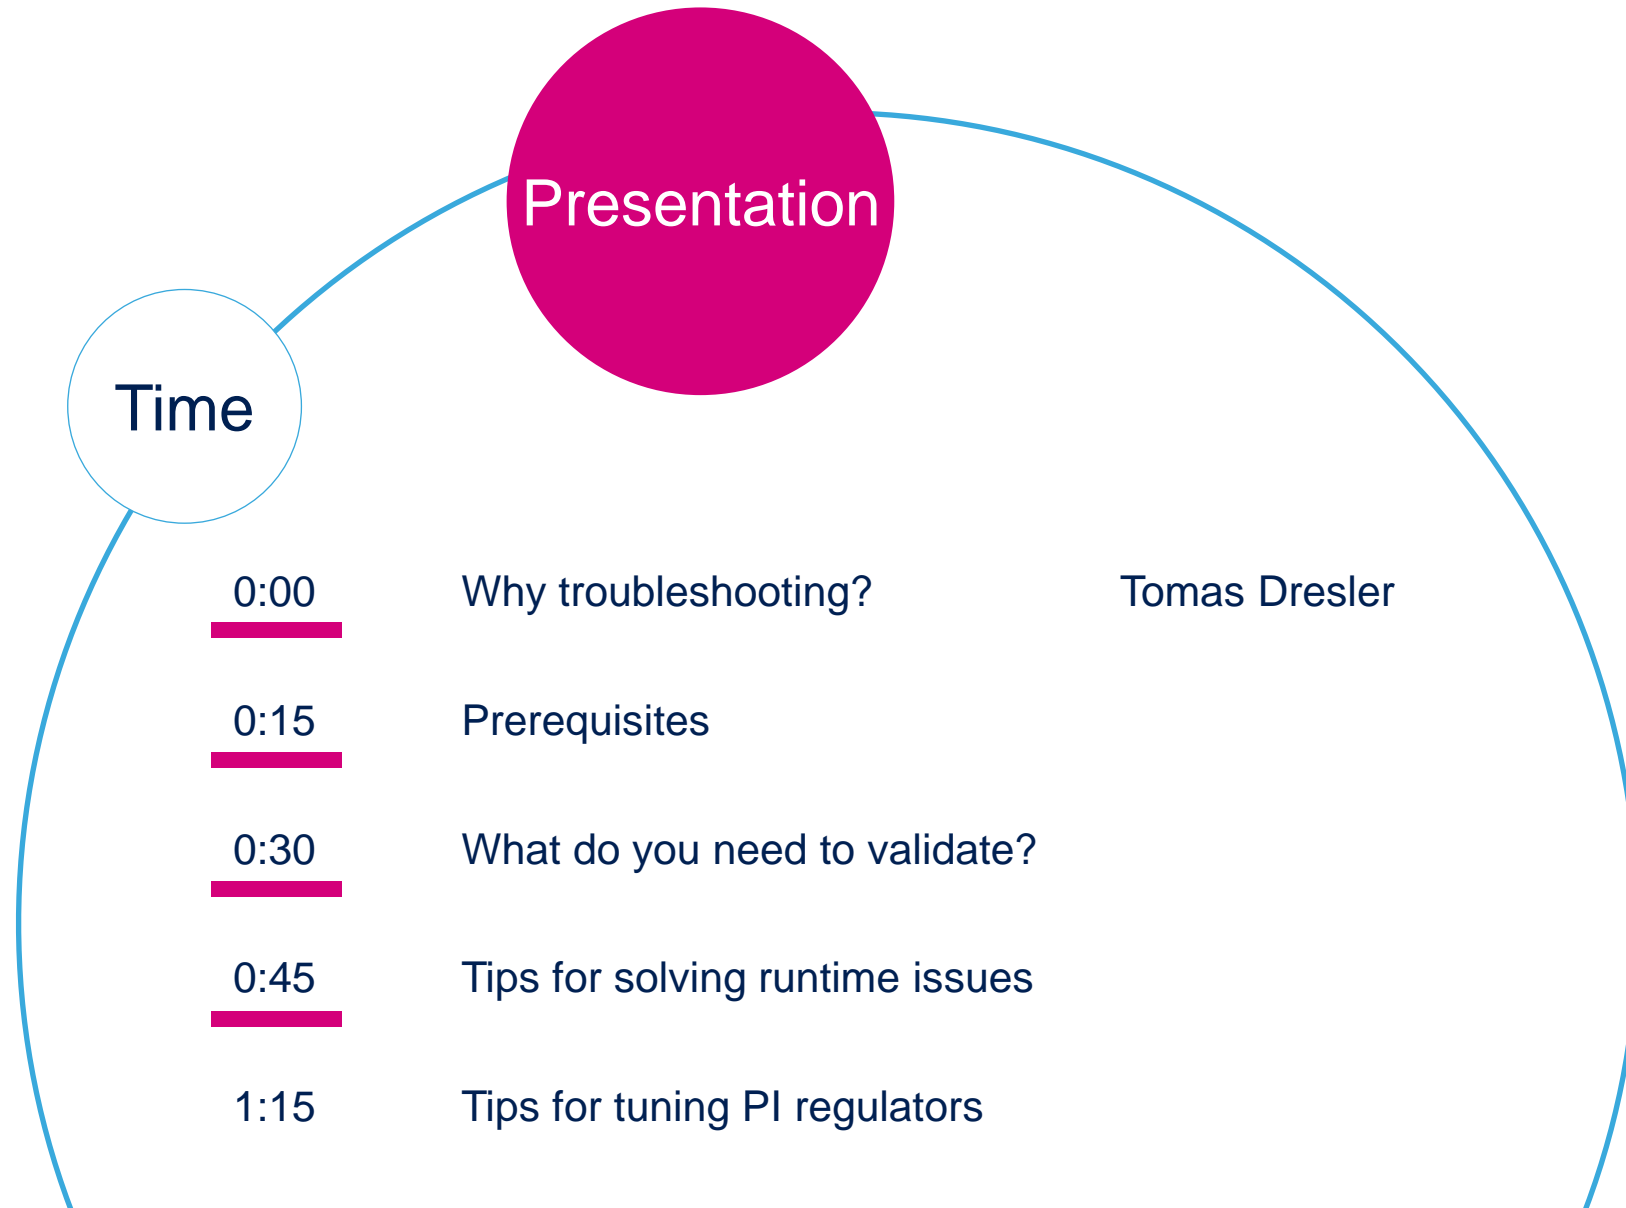 Presentation
Time
0:00 Why troubleshooting? Tomas Dresler
0:15 Prerequisites
0:30 What do you need to validate?
0:45 Tips for solving runtime issues
1:15 Tips for tuning PI regulators